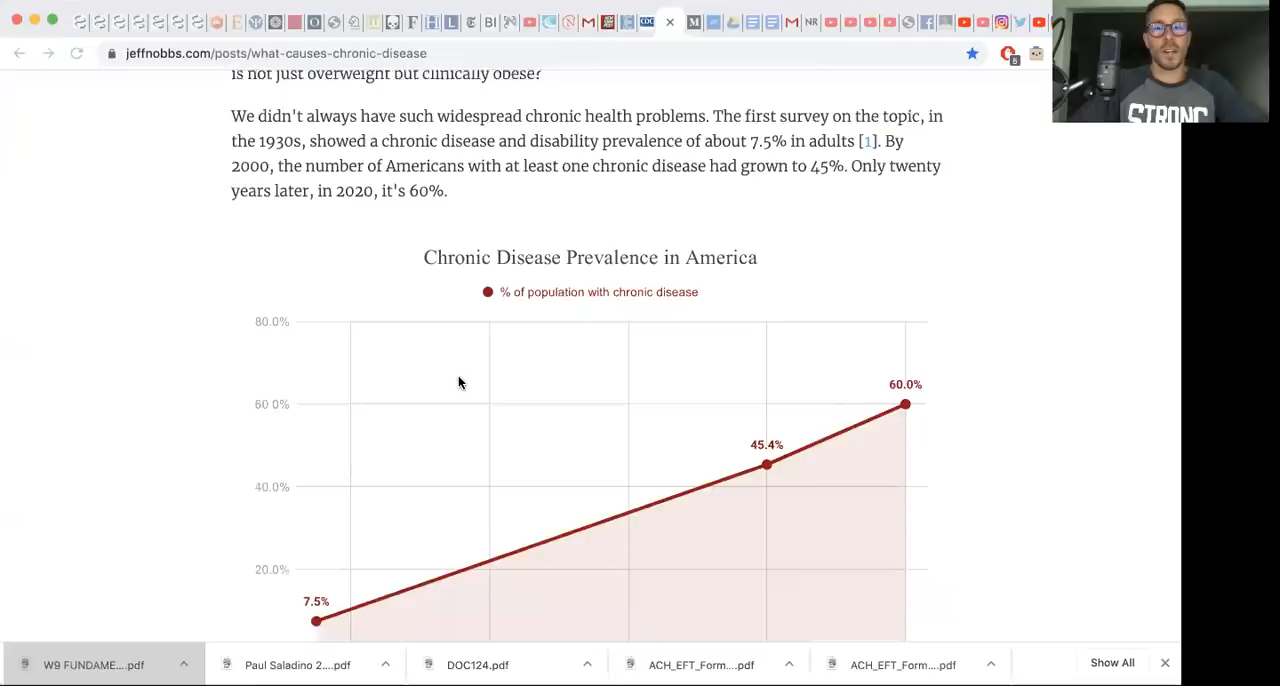 jeffnobbs.com/posts/what-causes-chronic-disease
is not just overweight but clinically obese?
We didn't always have such widespread chronic health problems. The first survey on the topic, in
the 1930s, showed a chronic disease and disability prevalence of about 7.5% in adults [1]. By
2000, the number of Americans with at least one chronic disease had grown to 45%. Only twenty
years later, in 2020, it's 60%.
Chronic Disease Prevalence in America
% of population with chronic disease
80.0%
60.0%
60 0%
45.4%
40.0%
20.0%
7.5%
W9 FUNDAME....pdf
Paul Saladino 2....pdf
DOC124.pdf
ACH_EFT_Form....pdf
ACH_EFT_Form....pdf
Show All
STRONG